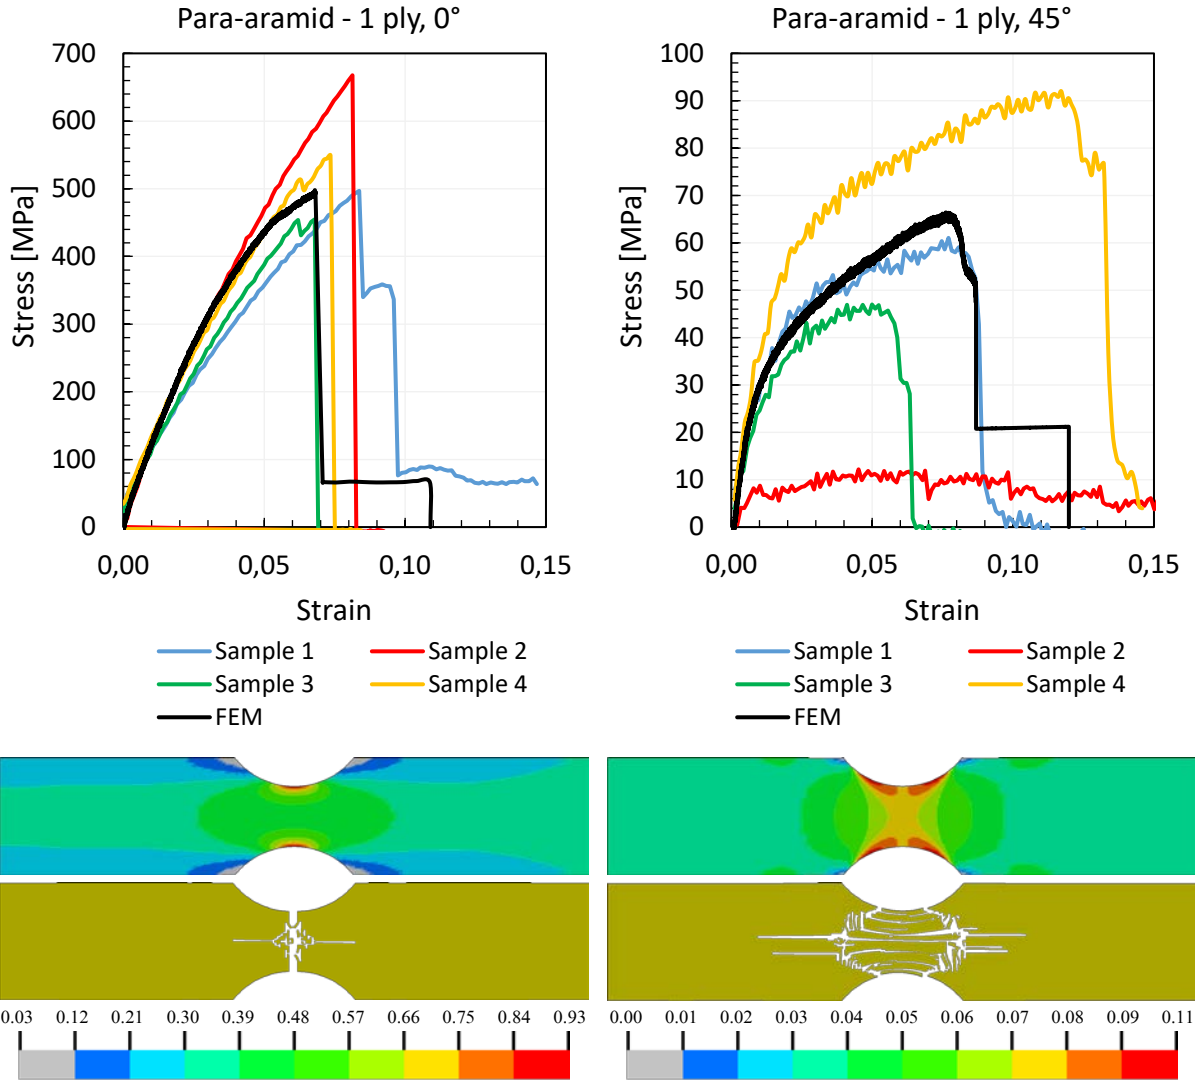 Para-aramid - 1 ply, 0°
700
600
500
400
300
200
100
0
Stress [MPa]
0,00 0,05 0,10 0,15
Strain
Sample 1 Sample 2
Sample 3 Sample 4
FEM
Para-aramid - 1 ply, 45°
100
90
80
70
60
50
40
30
20
10
0
Stress [MPa]
0,00 0,05 0,10 0,15
Strain
Sample 1 Sample 2
Sample 3 Sample 4
FEM
0.03 0.12 0.21 0.30 0.39 0.48 0.57 0.66 0.75 0.84 0.93
0.00 0.01 0.02 0.03 0.04 0.05 0.06 0.07 0.08 0.09 0.11